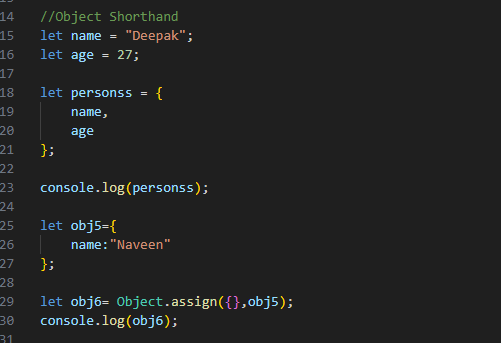 14 //Object Shorthand
15 let name = "Deepak";
16 let age = 27;
17
18 let personss = {
19     name,
20     age
21 };
22
23 console.log(personss);
24
25 let obj5={
26     name:"Naveen"
27 };
28
29 let obj6= Object.assign({},obj5);
30 console.log(obj6);
31